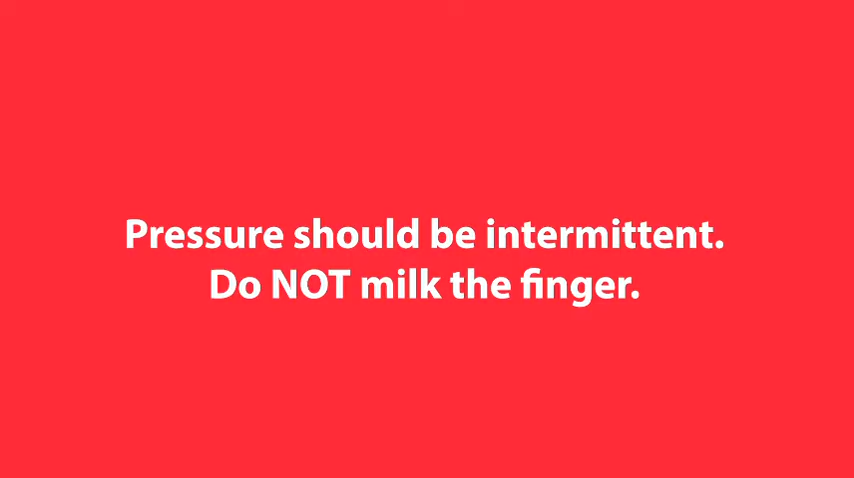 Pressure should be intermittent.
Do NOT milk the finger.